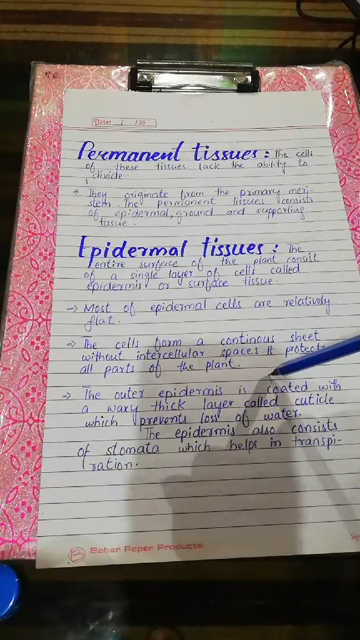 Date: / /20
Permanent tissues: The cells
of these tissues lack the ability to
divide.
→ They originate from the primary meri-
stem. The permanent tissues consists
of epidermal, ground and supporting
tissue.
Epidermal tissues: The
entire surface of the plant consist
of a single layer of cells called
epidermis or surface tissue
→ Most of epidermal cells are relatively
flat.
→ The cells form a continous sheet
without intercellular spaces. It protects
all parts of the plant.
→ The outer epidermis is coated with
a waxy thick layer called cuticle
which prevents loss of water.
The epidermis also consists
of stomata which helps in transpi-
ration.
Baber Paper Products